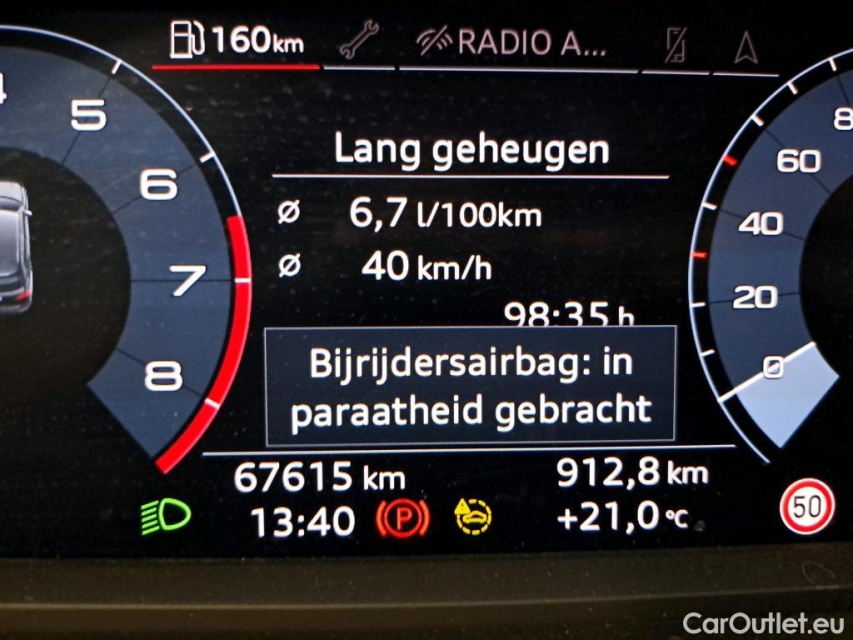 160km
RADIO A...
Lang geheugen
Ø 6,7 l/100km
Ø 40 km/h
98:35 h
Bijrijdersairbag: in
paraatheid gebracht
67615 km
912,8 km
13:40
P
+21,0 °C
50
5
6
7
8
8
60
40
20
0
CarOutlet.eu